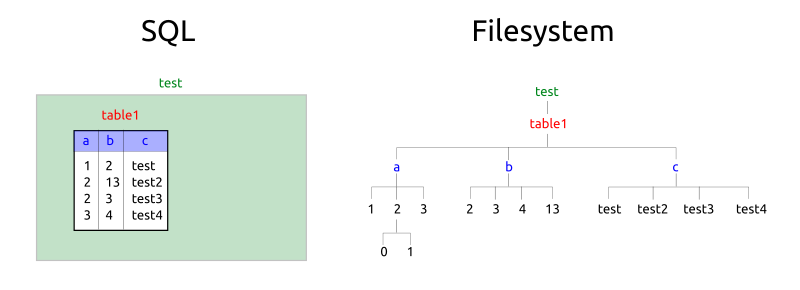 SQL
test
table1
a b c
1 2 test
2 13 test2
2 3 test3
3 4 test4
Filesystem
test
table1
a b c
1 2 3 2 3 4 13 test test2 test3 test4
0 1